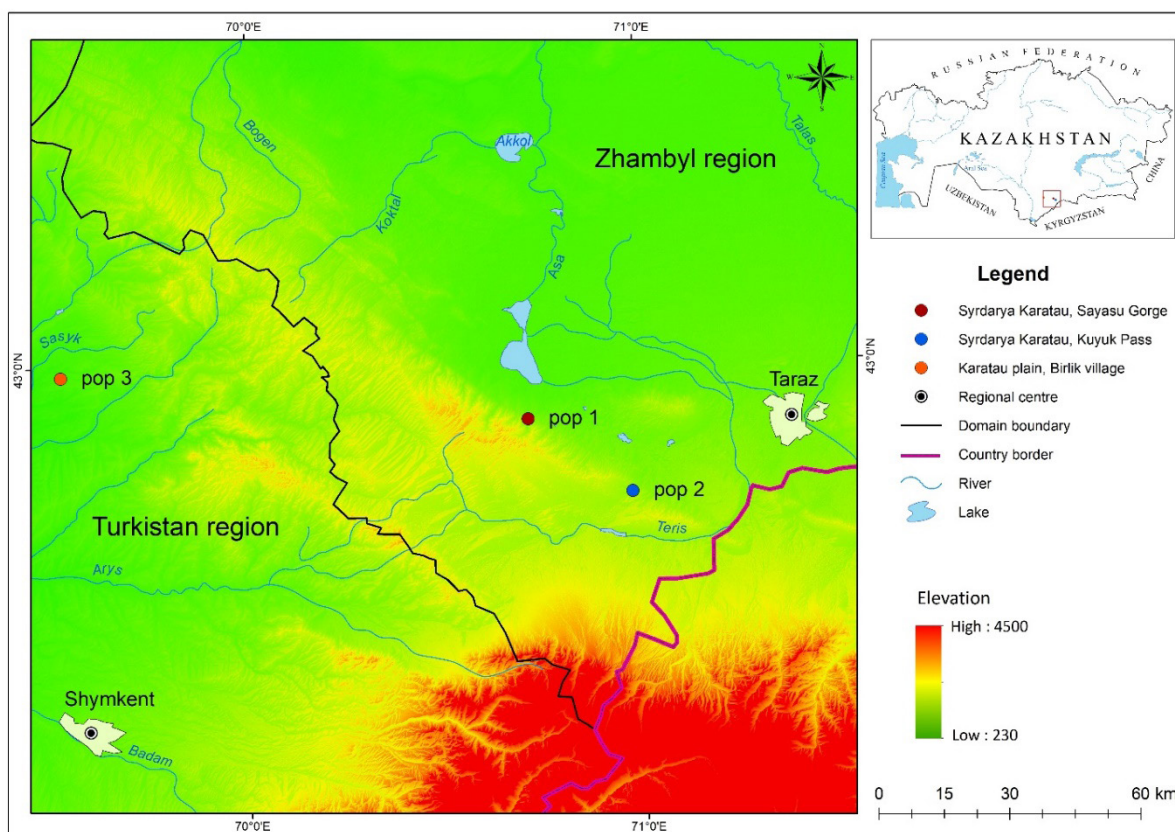 70°0'E
71°0'E
N
W
E
S
Bogen
Akkol
Talas
Zhambyl region
Koktal
Asa
Sasyk
43°0'N
43°0'N
pop 3
Taraz
pop 1
pop 2
Turkistan region
Teris
Arys
Shymkent
Badam
70°0'E
71°0'E
RUSSIAN FEDERATION
KAZAKHSTAN
Caspian Sea
Aral Sea
CHINA
UZBEKISTAN
KYRGYZSTAN
Legend
Syrdarya Karatau, Sayasu Gorge
Syrdarya Karatau, Kuyuk Pass
Karatau plain, Birlik village
Regional centre
Domain boundary
Country border
River
Lake
Elevation
High : 4500
Low : 230
0 15 30 60 km